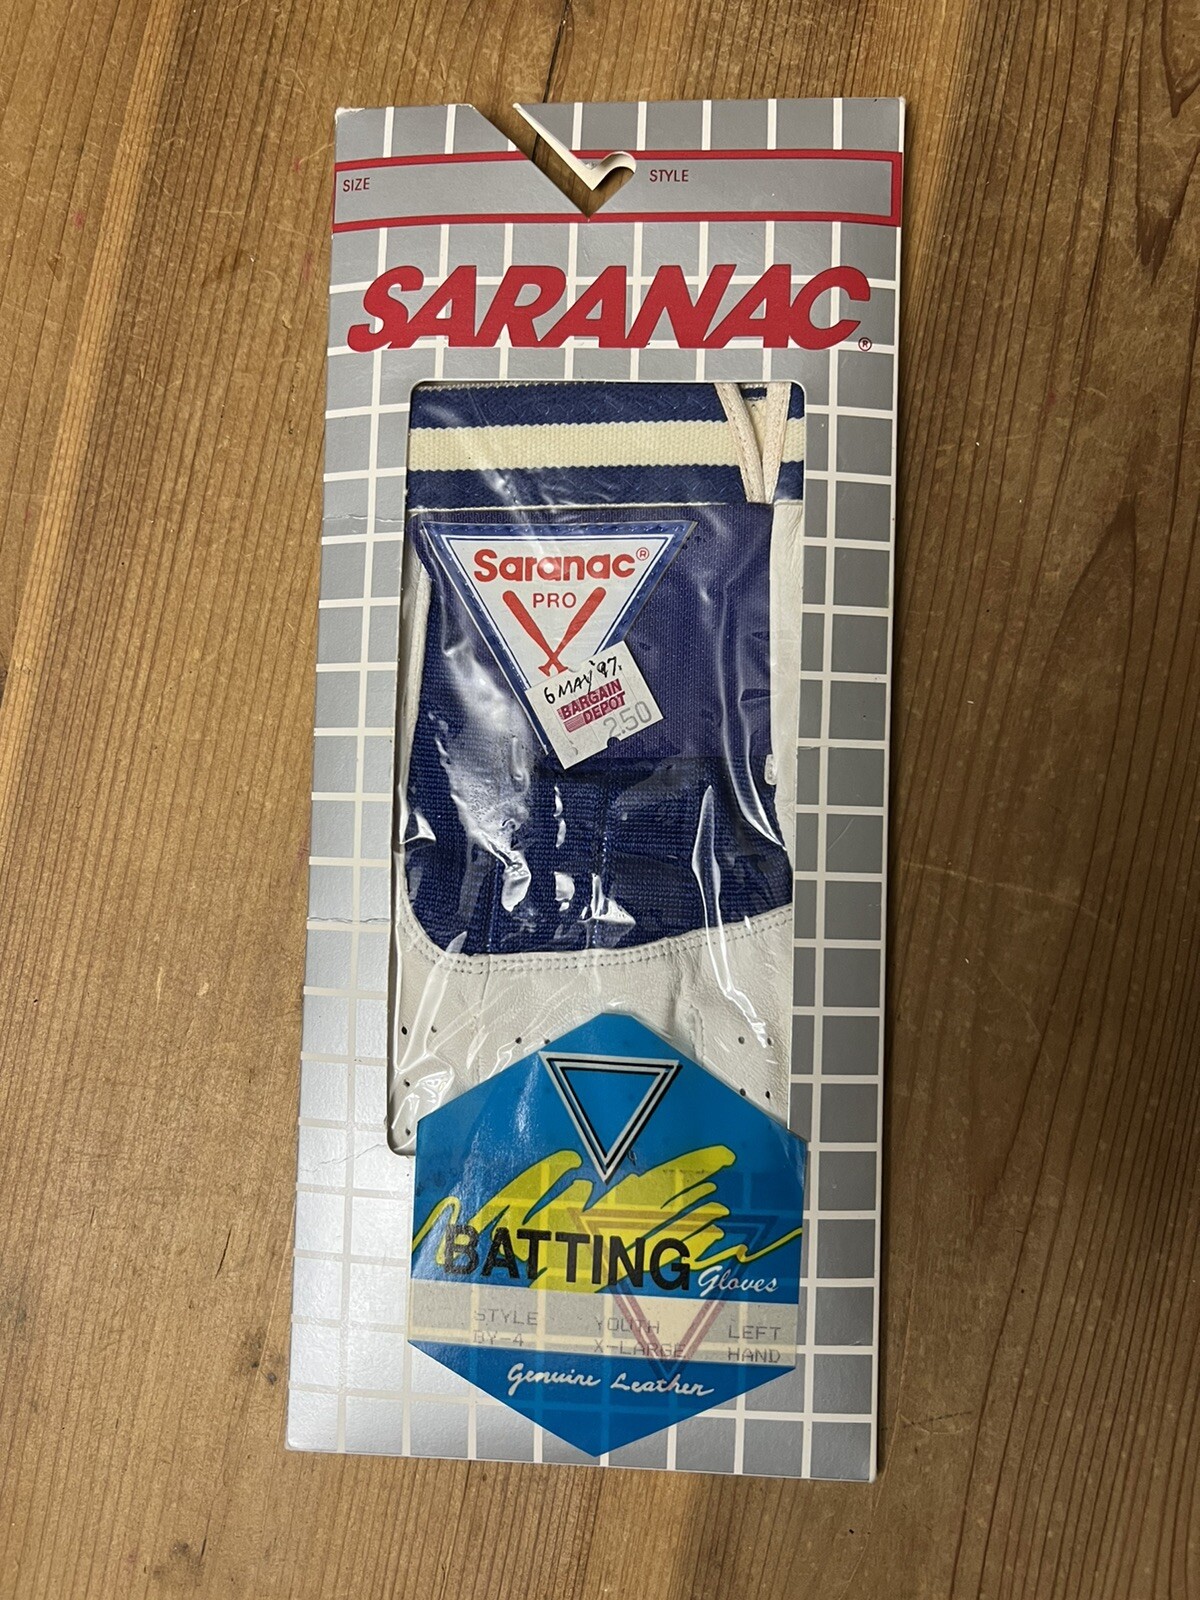 SIZE
STYLE
SARANAC®
Saranac®
PRO
6 MAY '97.
BARGAIN
DEPOT
2.50
BATTING
Gloves
STYLE YOUTH LEFT
BY-4 X-LARGE HAND
Genuine Leather